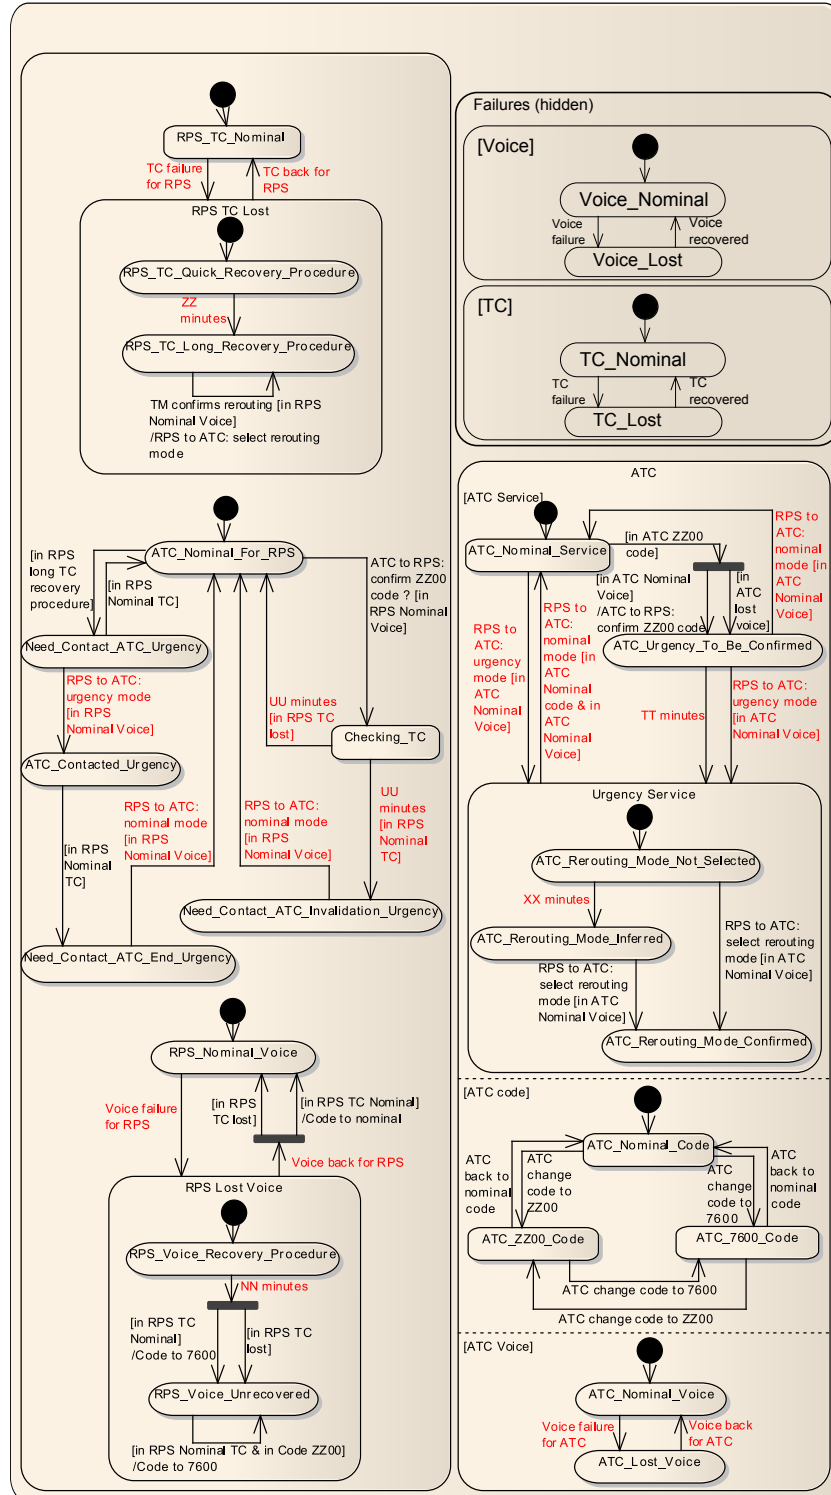 RPS_TC_Nominal
TC failure
for RPS
TC back for
RPS
RPS TC Lost
RPS_TC_Quick_Recovery_Procedure
ZZ
minutes
RPS_TC_Long_Recovery_Procedure
TM confirms rerouting [in RPS
Nominal Voice]
/RPS to ATC: select rerouting
mode
ATC_Nominal_For_RPS
[in RPS
long TC
recovery
procedure]
[in RPS
Nominal TC]
ATC to RPS:
confirm ZZ00
code ? [in
RPS Nominal
Voice]
Need_Contact_ATC_Urgency
RPS to ATC:
urgency mode
[in RPS
Nominal Voice]
UU minutes
[in RPS TC
lost]
Checking_TC
ATC_Contacted_Urgency
RPS to ATC:
nominal mode
[in RPS
Nominal Voice]
RPS to ATC:
nominal mode [in
RPS Nominal
Voice]
UU
minutes
[in RPS
Nominal
TC]
[in RPS
Nominal
TC]
Need_Contact_ATC_Invalidation_Urgency
Need_Contact_ATC_End_Urgency
RPS_Nominal_Voice
Voice failure
for RPS
[in RPS
TC lost]
[in RPS TC Nominal]
/Code to nominal
Voice back for RPS
RPS Lost Voice
RPS_Voice_Recovery_Procedure
NN minutes
[in RPS TC
Nominal]
/Code to 7600
[in RPS TC
lost]
RPS_Voice_Unrecovered
[in RPS Nominal TC & in Code ZZ00]
/Code to 7600
Failures (hidden)
[Voice]
Voice_Nominal
Voice
failure
Voice
recovered
Voice_Lost
[TC]
TC_Nominal
TC
failure
TC
recovered
TC_Lost
ATC
[ATC Service]
ATC_Nominal_Service
[in ATC ZZ00
code]
RPS to
ATC:
nominal
mode [in
ATC
Nominal
Voice]
[in ATC Nominal
Voice]
/ATC to RPS:
confirm ZZ00 code
[in
ATC
lost
voice]
ATC_Urgency_To_Be_Confirmed
RPS to
ATC:
urgency
mode [in
ATC
Nominal
Voice]
RPS to
ATC:
nominal
mode [in
ATC
Nominal
code & in
ATC
Nominal
Voice]
TT minutes
RPS to ATC:
urgency mode
[in ATC
Nominal Voice]
Urgency Service
ATC_Rerouting_Mode_Not_Selected
XX minutes
ATC_Rerouting_Mode_Inferred
RPS to ATC:
select rerouting
mode [in ATC
Nominal Voice]
RPS to ATC:
select rerouting
mode [in ATC
Nominal Voice]
ATC_Rerouting_Mode_Confirmed
[ATC code]
ATC_Nominal_Code
ATC
back to
nominal
code
ATC
change
code to
ZZ00
ATC
change
code to
7600
ATC
back to
nominal
code
ATC_ZZ00_Code
ATC_7600_Code
ATC change code to 7600
ATC change code to ZZ00
[ATC Voice]
ATC_Nominal_Voice
Voice failure
for ATC
Voice back
for ATC
ATC_Lost_Voice